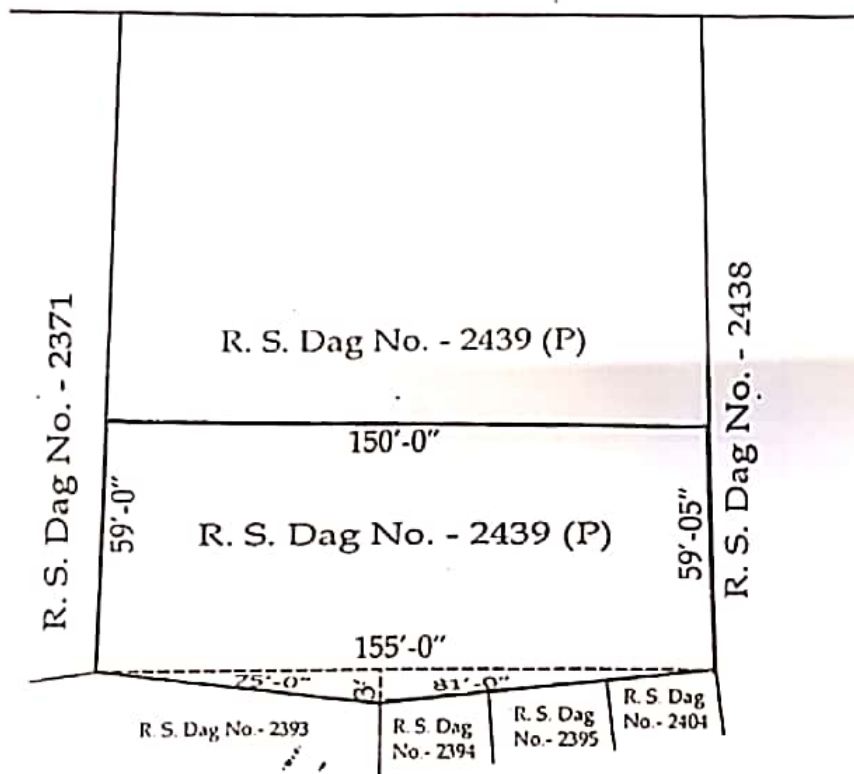 R. S. Dag No. - 2371
R. S. Dag No. - 2439 (P)
R. S. Dag No. - 2438
150'-0"
59'-0"
R. S. Dag No. - 2439 (P)
59'-05"
155'-0"
3'
81'-0"
R. S. Dag No.- 2393
R. S. Dag
No.- 2394
R. S. Dag
No.- 2395
R. S. Dag
No.- 2404